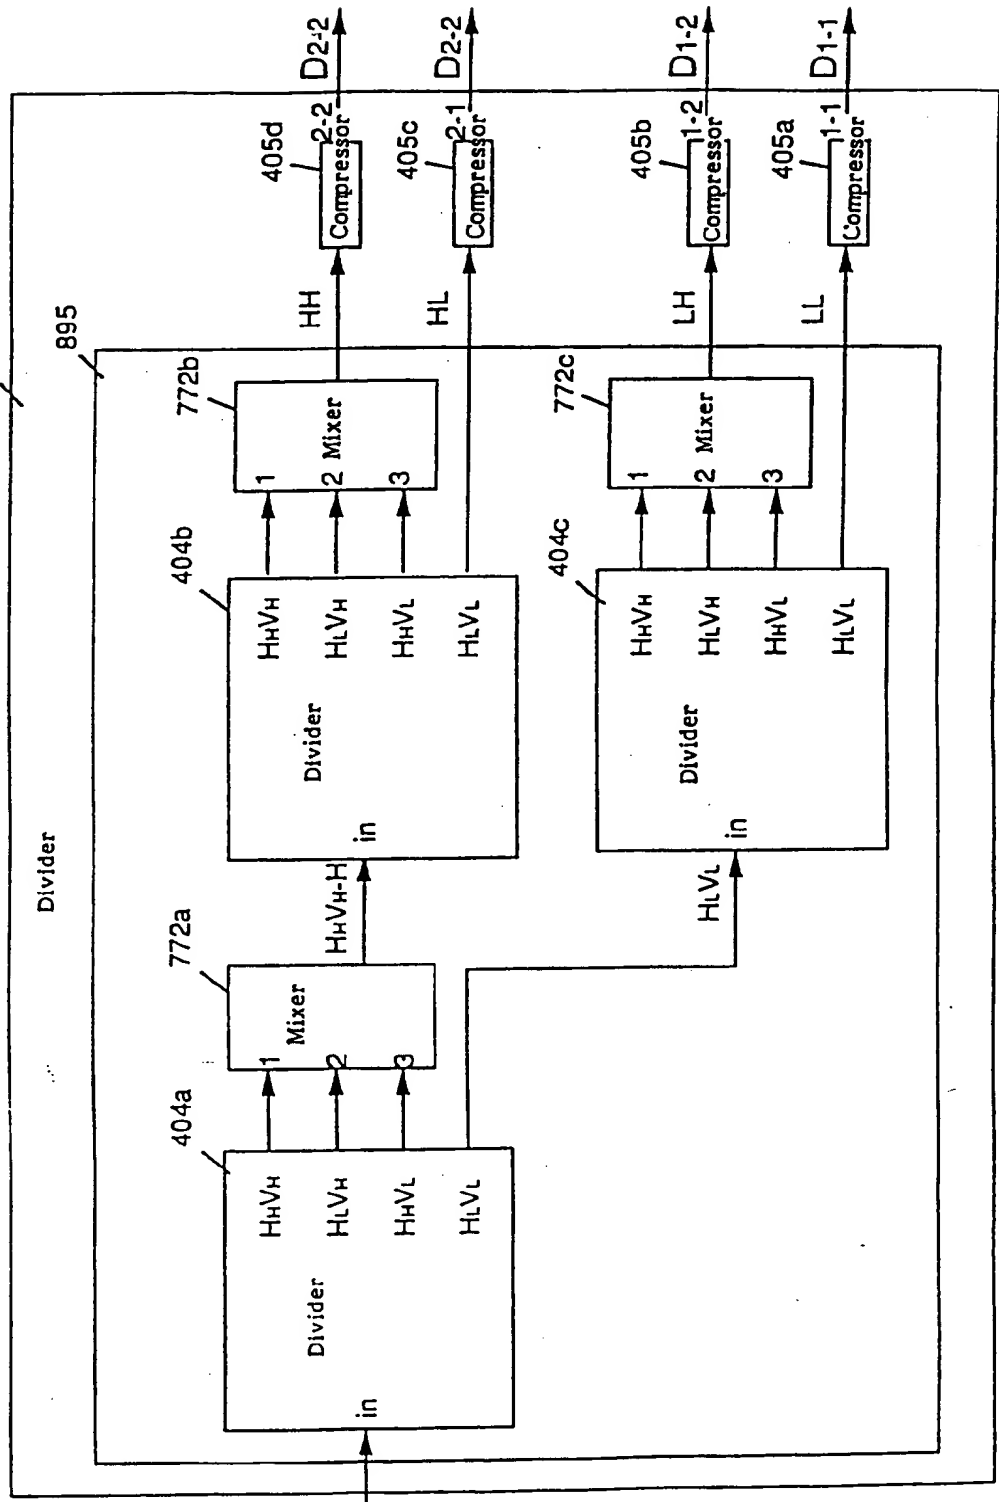 Divider
895
404a
Divider
in
HHVH
HLVH
HHVL
HLVL
772a
1
2
3
Mixer
HHVH-H
HLVL
404b
Divider
in
HHVH
HLVH
HHVL
HLVL
772b
1
2
3
Mixer
404c
Divider
in
HHVH
HLVH
HHVL
HLVL
772c
1
2
3
Mixer
HH
HL
LH
LL
405d
2-2
Compressor
D2-2
405c
2-1
Compressor
D2-2
405b
1-2
Compressor
D1-2
405a
1-1
Compressor
D1-1